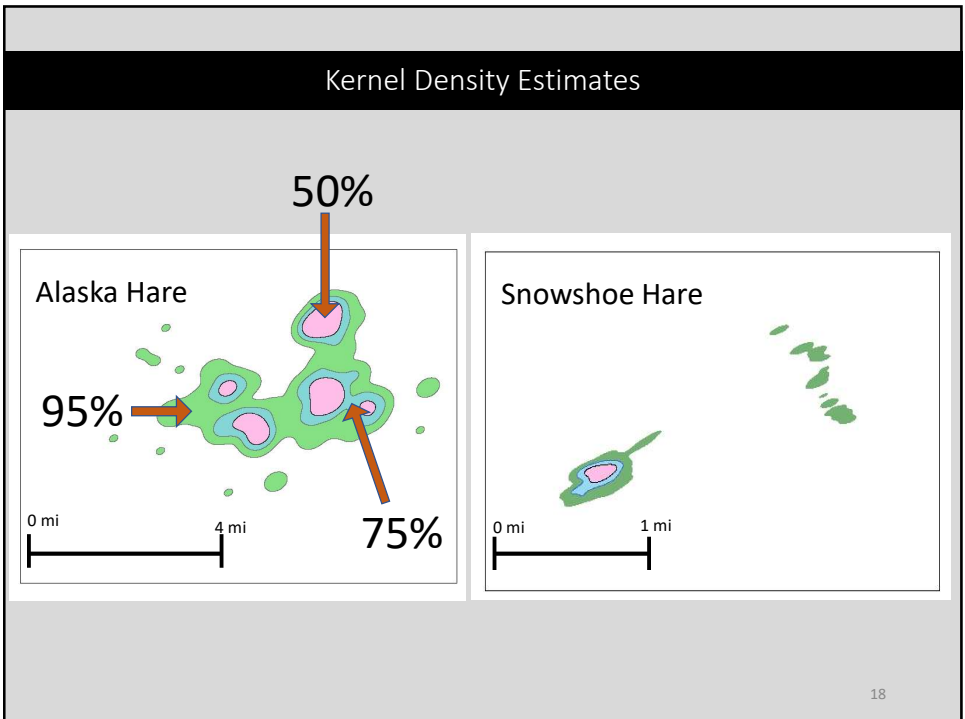 Kernel Density Estimates
50%
Alaska Hare
95%
75%
0 mi
4 mi
Snowshoe Hare
0 mi
1 mi
18